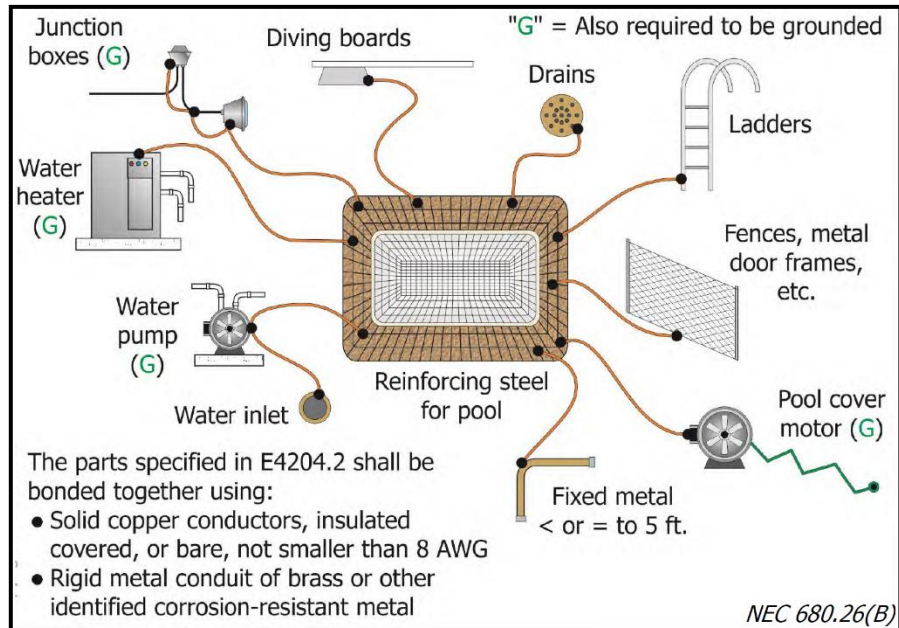 Junction
boxes (G)
Diving boards
"G" = Also required to be grounded
Drains
Ladders
Water
heater
(G)
Fences, metal
door frames,
etc.
Water
pump
(G)
Water inlet
Reinforcing steel
for pool
Pool cover
motor (G)
Fixed metal
< or = to 5 ft.
The parts specified in E4204.2 shall be
bonded together using:
● Solid copper conductors, insulated
covered, or bare, not smaller than 8 AWG
● Rigid metal conduit of brass or other
identified corrosion-resistant metal
NEC 680.26(B)